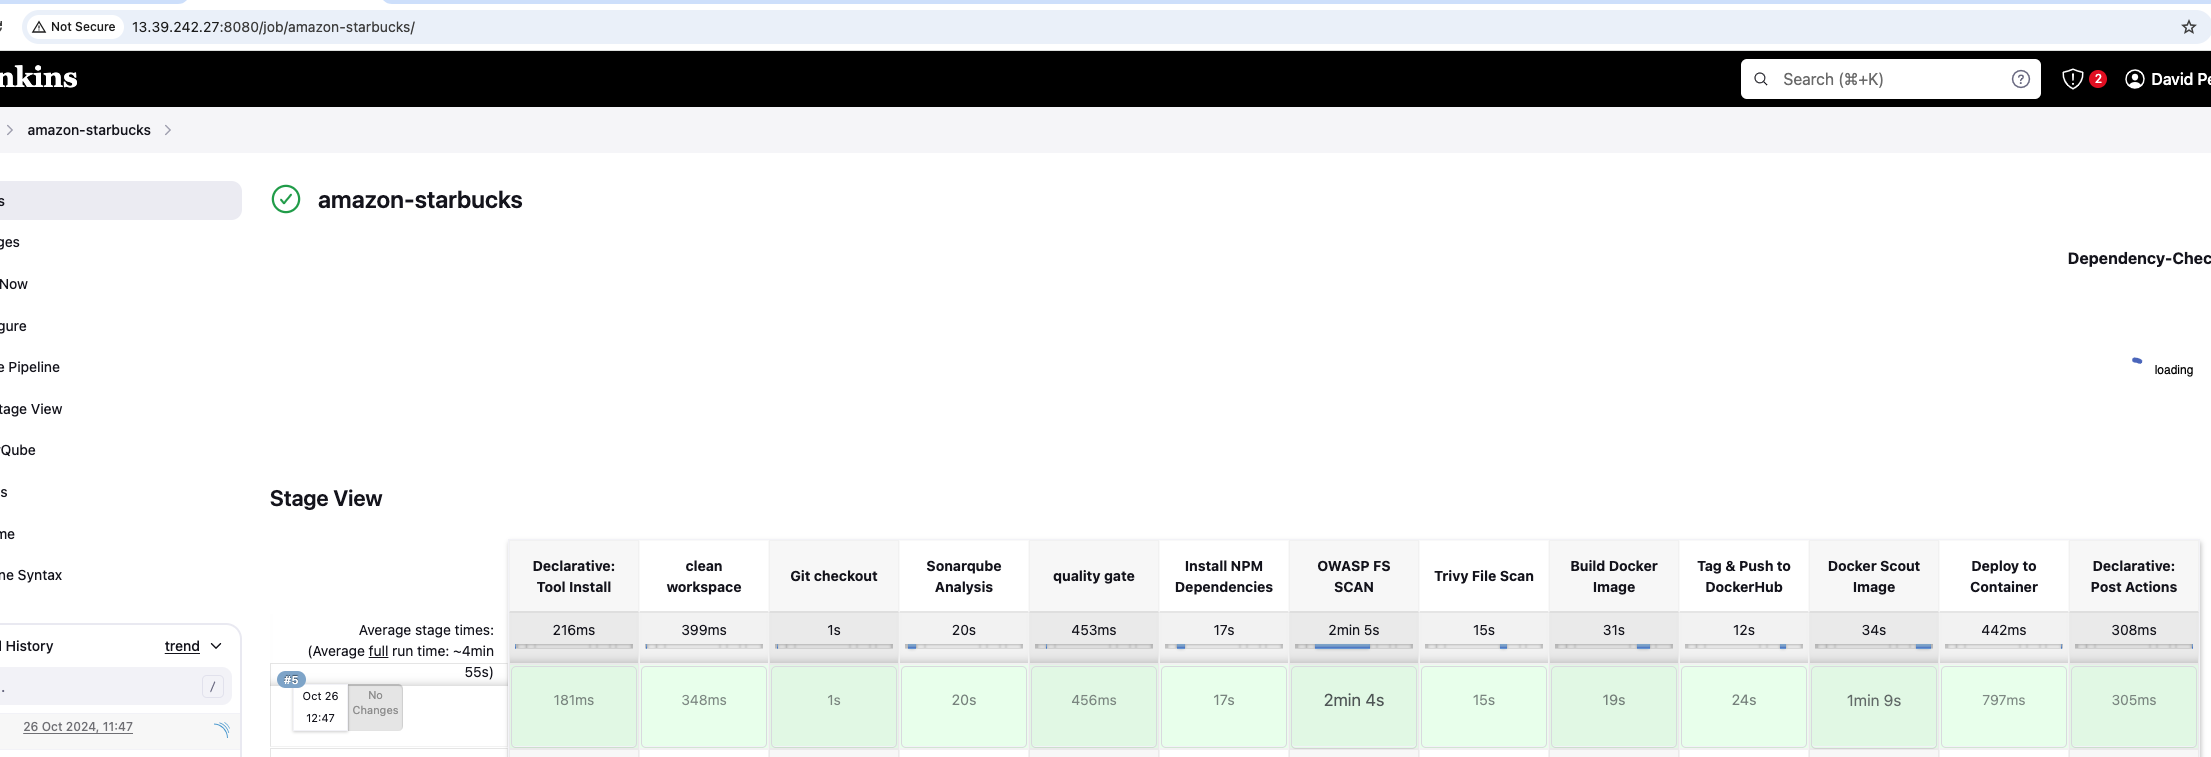 Not Secure 13.39.242.27:8080/job/amazon-starbucks/
nkins
Search (⌘+K)
?
2
David Pe
amazon-starbucks
s
ges
Now
gure
e Pipeline
tage View
Qube
s
me
ne Syntax
amazon-starbucks
Dependency-Chec
loading
Stage View
Declarative: Tool Install
clean workspace
Git checkout
Sonarqube Analysis
quality gate
Install NPM Dependencies
OWASP FS SCAN
Trivy File Scan
Build Docker Image
Tag & Push to DockerHub
Docker Scout Image
Deploy to Container
Declarative: Post Actions
Average stage times:
(Average full run time: ~4min
55s)
216ms 399ms 1s 20s 453ms 17s 2min 5s 15s 31s 12s 34s 442ms 308ms
#5
Oct 26
12:47
No
Changes
181ms 348ms 1s 20s 456ms 17s 2min 4s 15s 19s 24s 1min 9s 797ms 305ms
History
trend
/
26 Oct 2024, 11:47